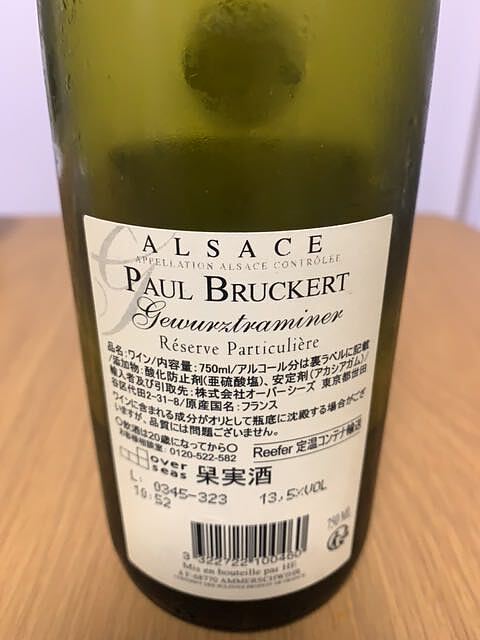 ALSACE
APPELLATION ALSACE CONTRÔLÉE
PAUL BRUCKERT
Gewurztraminer
Réserve Particulière
品名:ワイン/内容量:750ml/アルコール分は裏ラベルに記載
/添加物:酸化防止剤(亜硫酸塩)、安定剤(アカシアガム)/
輸入者及び引取先:株式会社オーバーシーズ 東京都世田
谷区代田2-31-8/原産国名:フランス
ワインに含まれる成分がオリとして瓶底に沈殿する場合がござ
いますが、品質には問題ございません。
〇飲酒は20歳になってから〇
お客様相談室: 0120-522-582
Reefer 定温コンテナ輸送
over seas
果実酒
L: 0345-323 13,5%VOL
10:52
750 ML
3 322722 100460
Mis en bouteille par HE
A F-68770 AMMERSCHWIHR